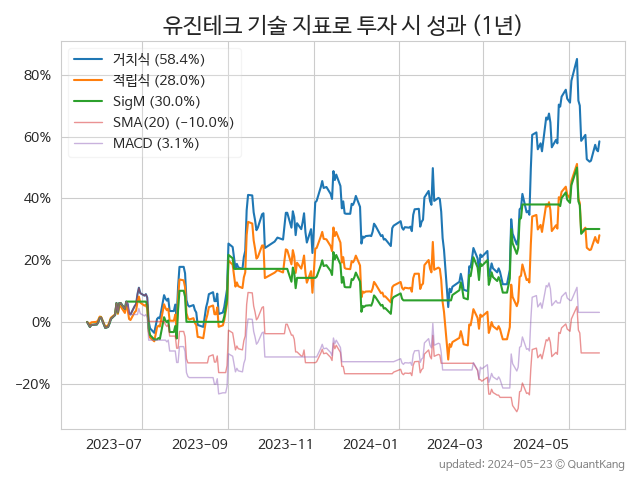 유진테크 기술 지표로 투자 시 성과 (1년)
거치식 (58.4%)
적립식 (28.0%)
SigM (30.0%)
SMA(20) (−10.0%)
MACD (3.1%)
80%
60%
40%
20%
0%
−20%
2023-07 2023-09 2023-11 2024-01 2024-03 2024-05
updated: 2024-05-23 ⓒ QuantKang